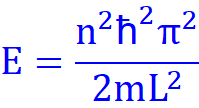 E = n²ħ²π² / 2mL²